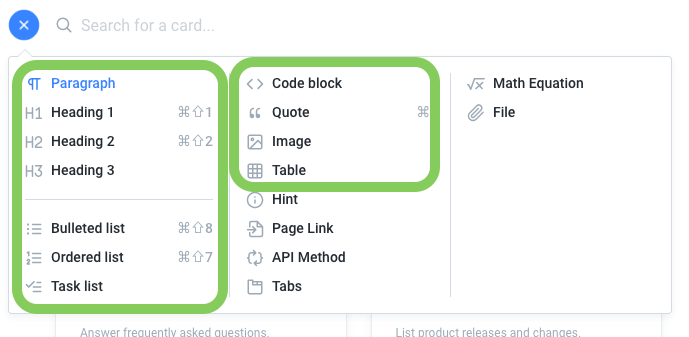 Search for a card...
Paragraph
H1 Heading 1 ⌘⇧1
H2 Heading 2 ⌘⇧2
H3 Heading 3
Bulleted list ⌘⇧8
Ordered list ⌘⇧7
Task list
Code block
Quote ⌘
Image
Table
Hint
Page Link
API Method
Tabs
Math Equation
File
Answer frequently asked questions.
List product releases and changes.